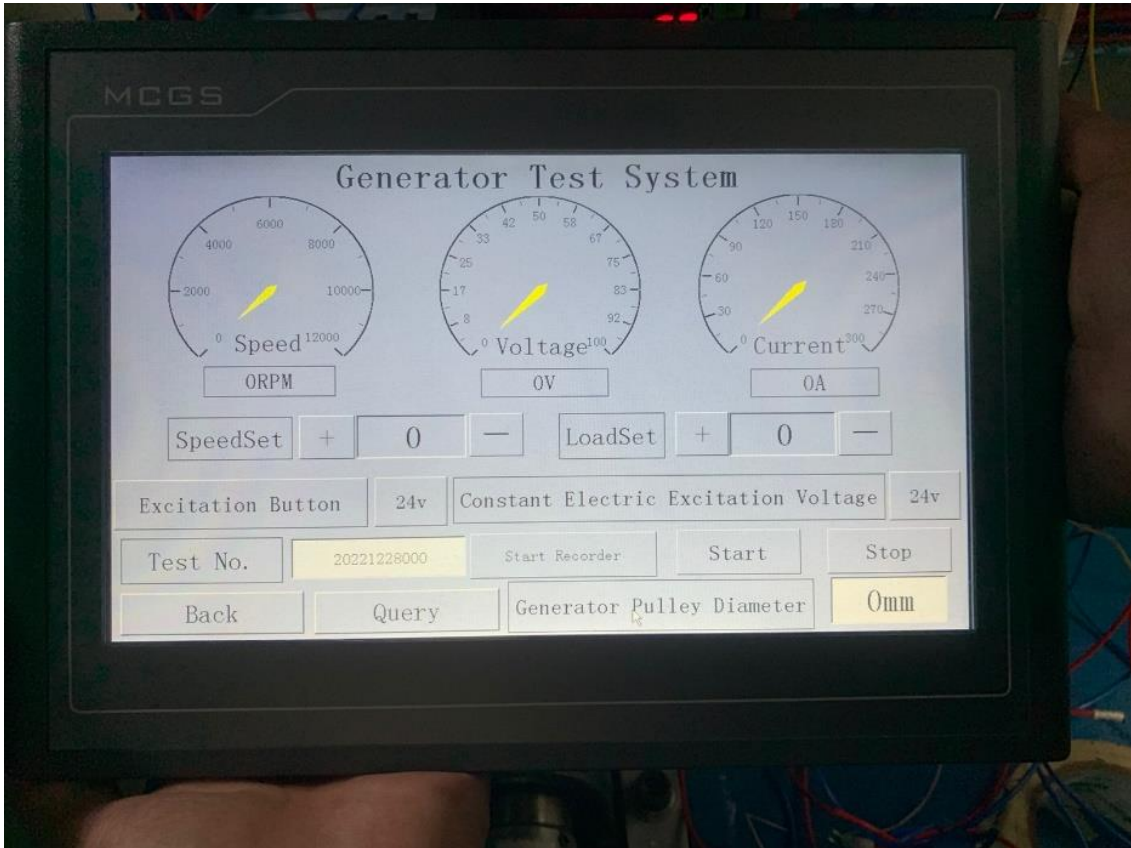 MCGS
Generator Test System
0 2000 4000 6000 8000 10000 12000
Speed
0RPM
0 8 17 25 33 42 50 58 67 75 83 92 100
Voltage
0V
0 30 60 90 120 150 180 210 240 270 300
Current
0A
SpeedSet + 0 — LoadSet + 0 —
Excitation Button 24v Constant Electric Excitation Voltage 24v
Test No. 20221228000 Start Recorder Start Stop
Back Query Generator Pulley Diameter 0mm